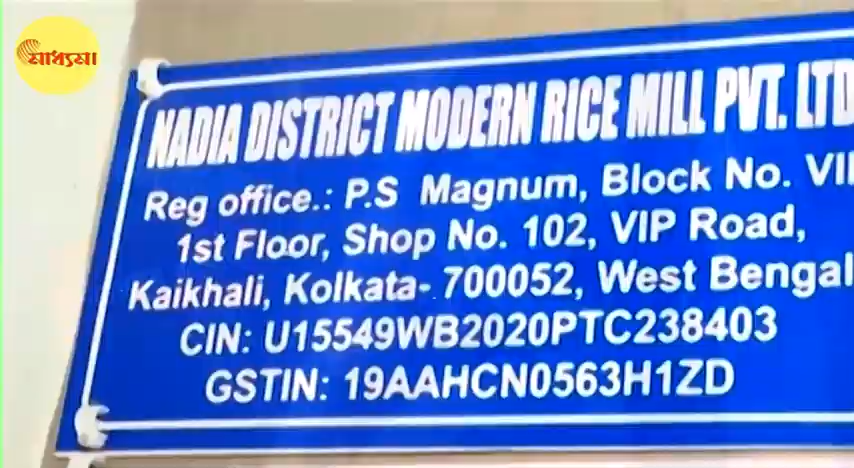 মাধ্যম
NADIA DISTRICT MODERN RICE MILL PVT. LTD
Reg office.: P.S Magnum, Block No. VII
1st Floor, Shop No. 102, VIP Road,
Kaikhali, Kolkata- 700052, West Bengal
CIN: U15549WB2020PTC238403
GSTIN: 19AAHCN0563H1ZD